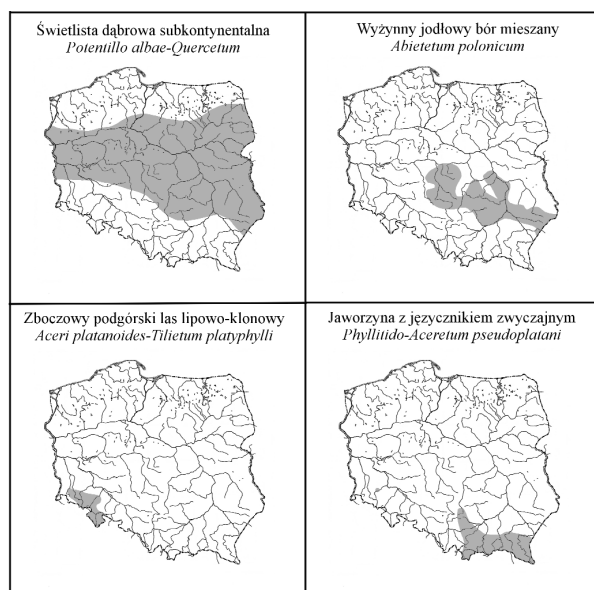 Świetlista dąbrowa subkontynentalna
Potentillo albae-Quercetum
Wyżynny jodłowy bór mieszany
Abietetum polonicum
Zboczowy podgórski las lipowo-klonowy
Aceri platanoides-Tilietum platyphylli
Jaworzyna z języcznikiem zwyczajnym
Phyllitido-Aceretum pseudoplatani